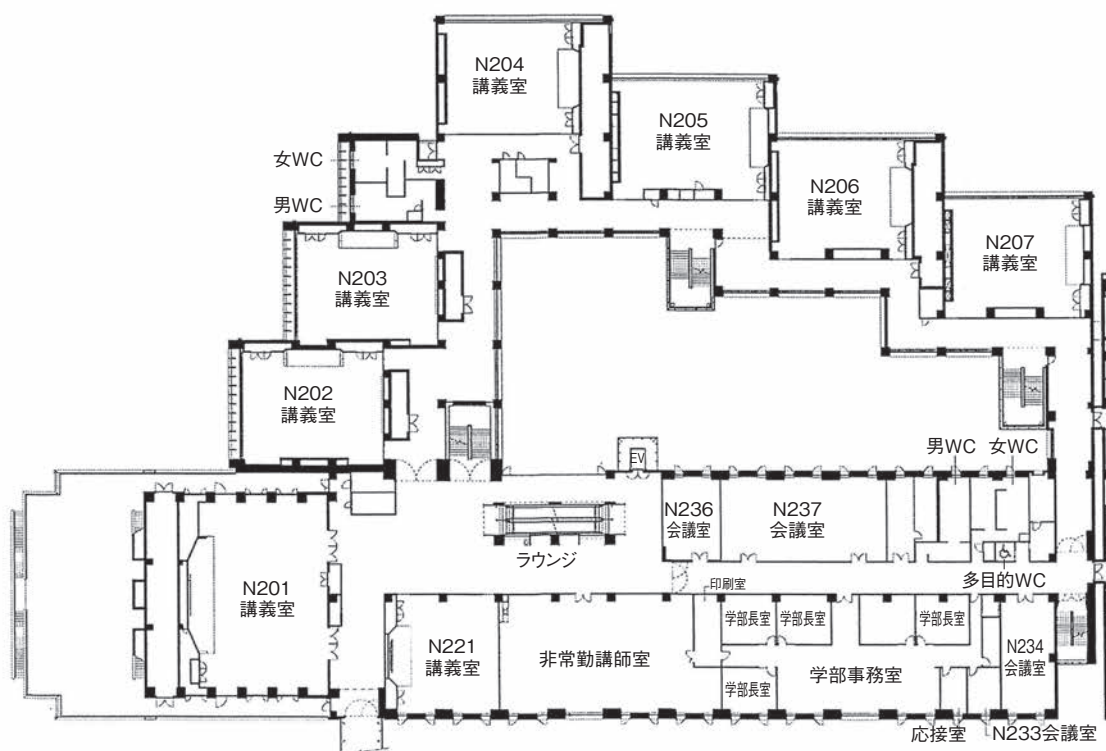 N204
講義室
N205
講義室
女WC
N206
講義室
男WC
N207
講義室
N203
講義室
N202
講義室
EV
男WC
女WC
N236
会議室
N237
会議室
ラウンジ
多目的WC
印刷室
N201
講義室
学部長室
学部長室
学部長室
N221
講義室
非常勤講師室
N234
会議室
学部事務室
学部長室
応接室
N233会議室